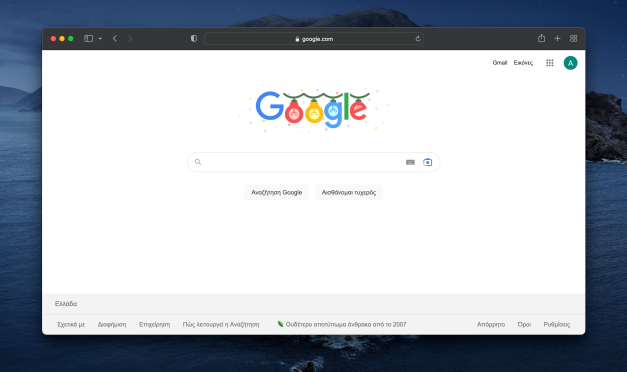 google.com
Gmail Εικόνες A
Google
Αναζήτηση Google Αισθάνομαι τυχερός
Ελλάδα
Σχετικά με Διαφήμιση Επιχείρηση Πώς λειτουργεί η Αναζήτηση Ουδέτερο αποτύπωμα άνθρακα από το 2007 Απόρρητο Όροι Ρυθμίσεις